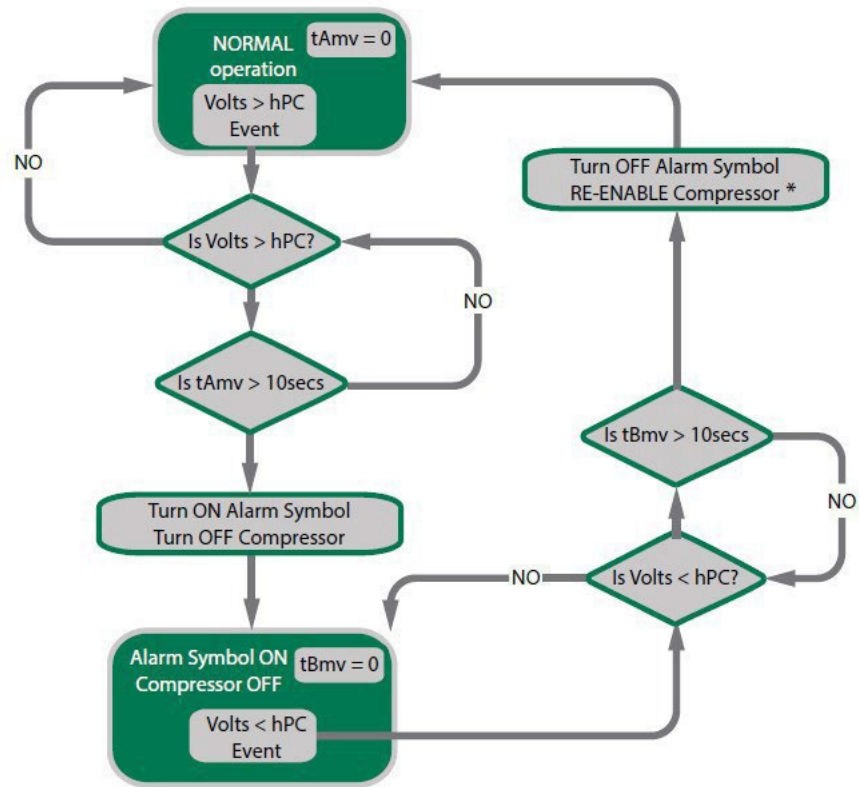 NORMAL
operation
tAmv = 0
Volts > hPC
Event
NO
Is Volts > hPC?
NO
Is tAmv > 10secs
Turn ON Alarm Symbol
Turn OFF Compressor
Alarm Symbol ON
Compressor OFF
tBmv = 0
Volts < hPC
Event
NO
Is Volts < hPC?
NO
Is tBmv > 10secs
Turn OFF Alarm Symbol
RE-ENABLE Compressor *